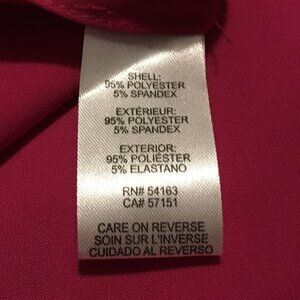 SHELL:
95% POLYESTER
5% SPANDEX
EXTÉRIEUR:
95% POLYESTER
5% SPANDEX
EXTERIOR:
95% POLIÉSTER
5% ELASTANO
RN# 54163
CA# 57151
CARE ON REVERSE
SOIN SUR L'INVERSE
CUIDADO AL REVERSO